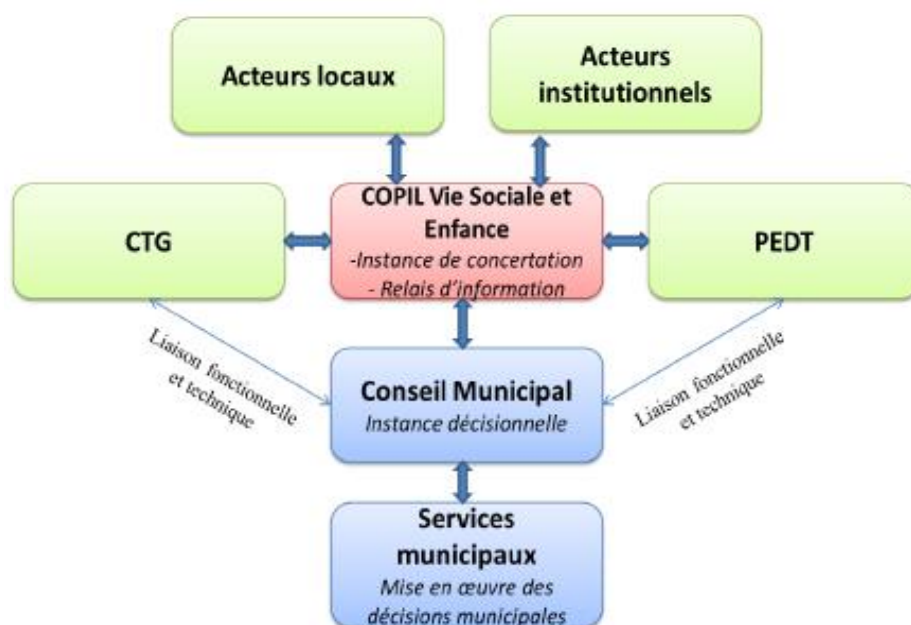 Acteurs locaux
Acteurs
institutionnels
CTG
COPIL Vie Sociale et
Enfance
-Instance de concertation
- Relais d'information
PEDT
Liaison fonctionnelle
et technique
Conseil Municipal
Instance décisionnelle
Liaison fonctionnelle
et technique
Services
municipaux
Mise en œuvre des
décisions municipales